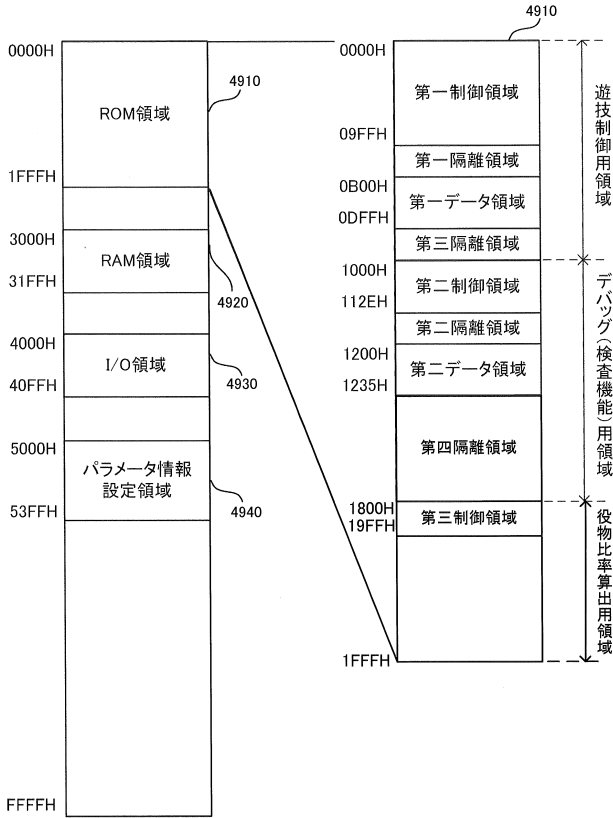 0000H
ROM領域
4910
1FFFH
3000H
RAM領域
31FFH
4920
4000H
I/O領域
4930
40FFH
5000H
パラメータ情報
設定領域
4940
53FFH
FFFFH
4910
0000H
第一制御領域
09FFH
第一隔離領域
0B00H
第一データ領域
0DFFH
第三隔離領域
1000H
第二制御領域
112EH
第二隔離領域
1200H
第二データ領域
1235H
第四隔離領域
1800H
第三制御領域
19FFH
1FFFH
遊技制御用領域
デバッグ(検査機能)用領域
役物比率算出用領域